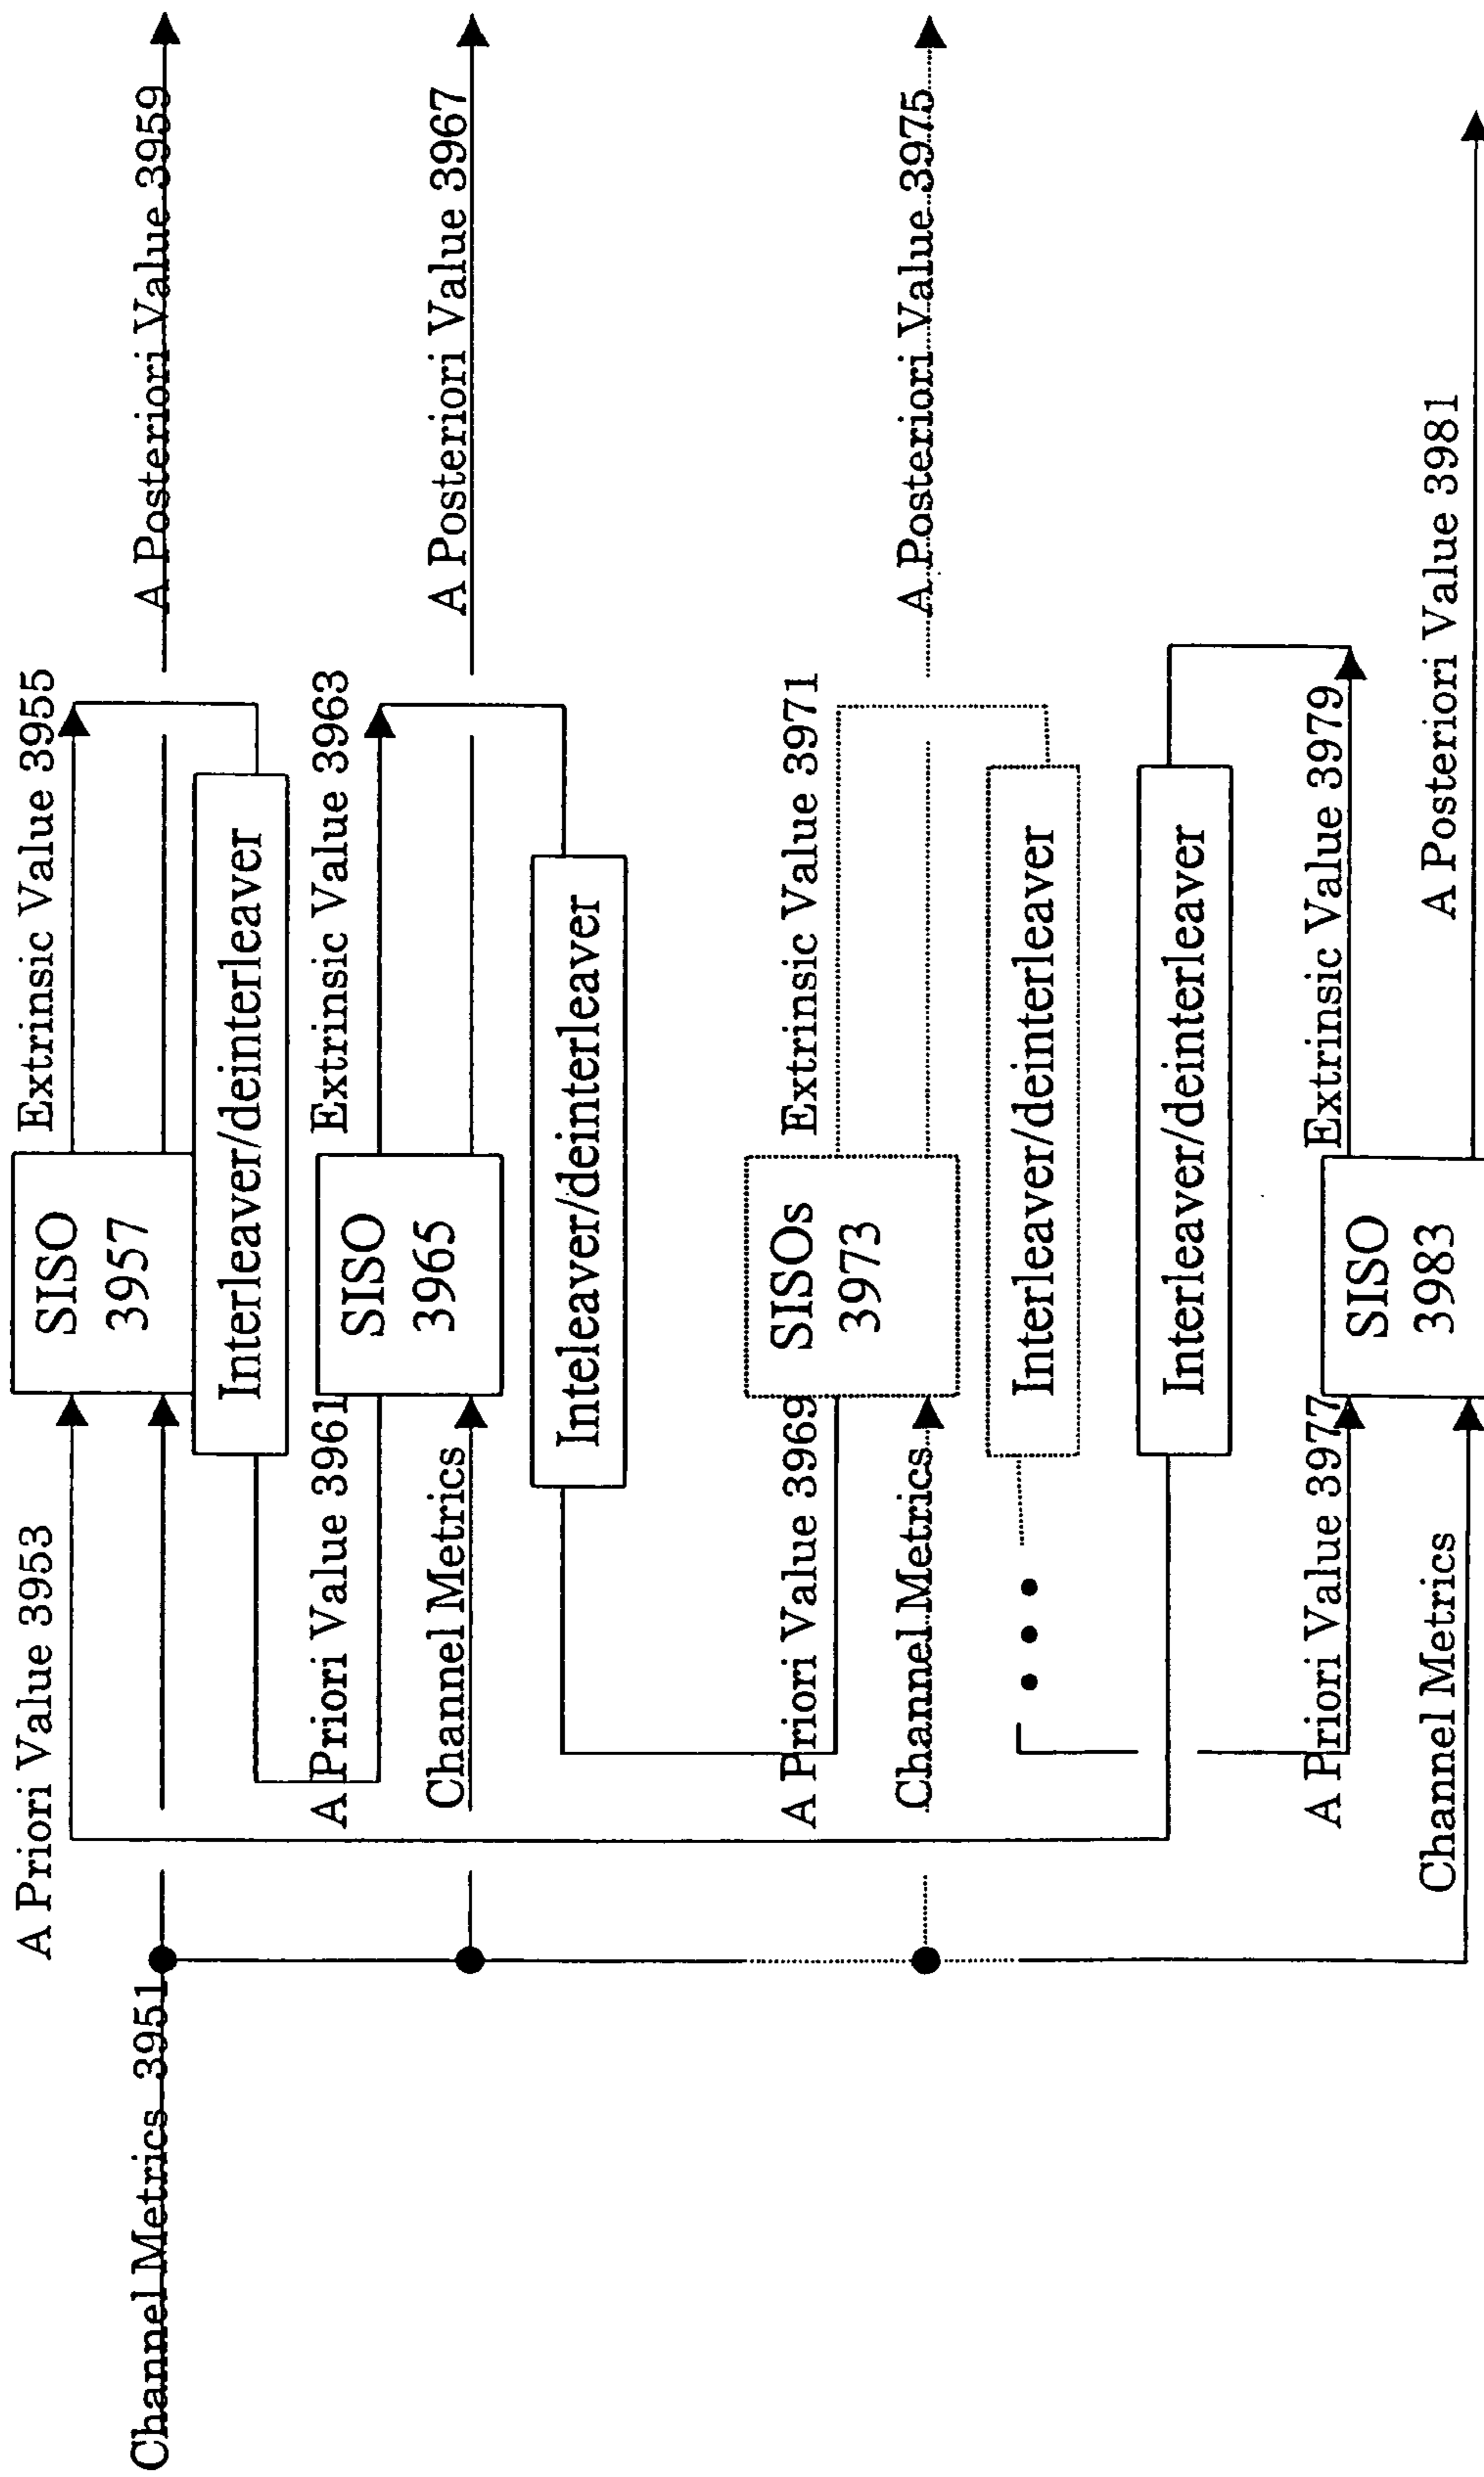 A Priori Value 3953
Extrinsic Value 3955
SISO
3957
Channel Metrics 3951
A Posteriori Value 3959
Interleaver/deinterleaver
A Priori Value 3961
Extrinsic Value 3963
SISO
3965
Channel Metrics
A Posteriori Value 3967
Inteleaver/deinterleaver
A Priori Value 3969
Extrinsic Value 3971
SISOs
3973
Channel Metrics
A Posteriori Value 3975
Interleaver/deinterleaver
Interleaver/deinterleaver
A Priori Value 3977
Extrinsic Value 3979
SISO
3983
Channel Metrics
A Posteriori Value 3981